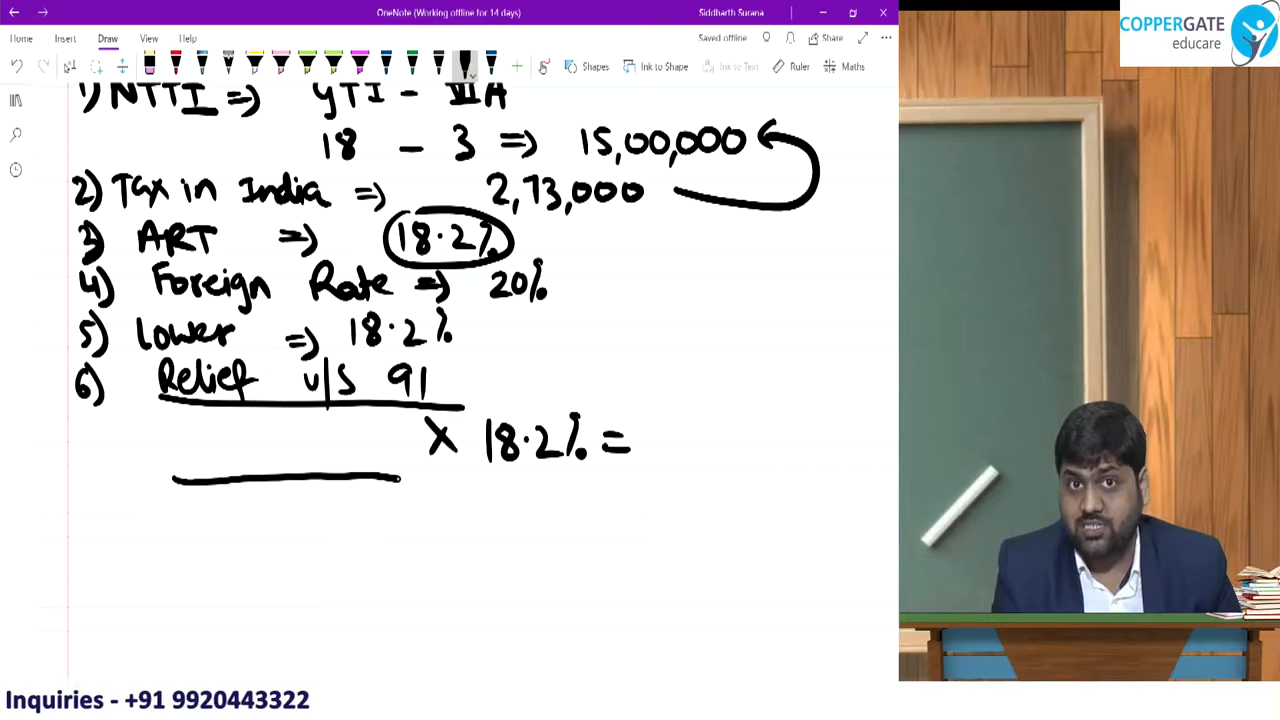 OneNote (Working offline for 14 days)
Siddharth Surana
COPPERGATE
educare
Home Insert Draw View Help
Saved offline Share
Shapes Ink to Shape Ink to Text Ruler Maths
1) NTTI => GTI - VIA
18 - 3 => 15,00,000
2) Tax in India => 2,73,000
3) ART => 18.2%
4) Foreign Rate => 20%
5) Lower => 18.2%
6) Relief u/s 91
X 18.2% =
Inquiries - +91 9920443322